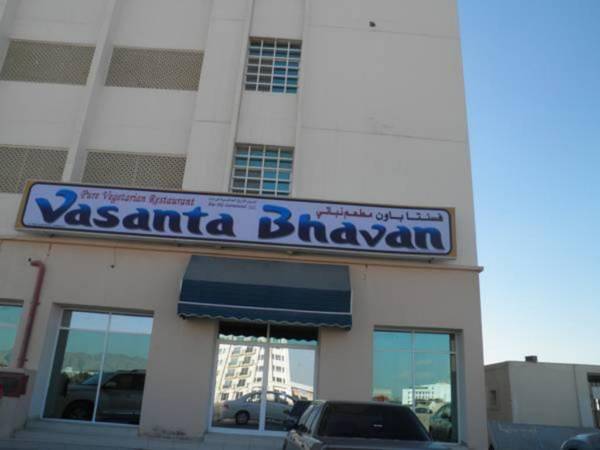 Pure Vegetarian Restaurant
فسنتا باون مطعم نباتي
Vasanta Bhavan